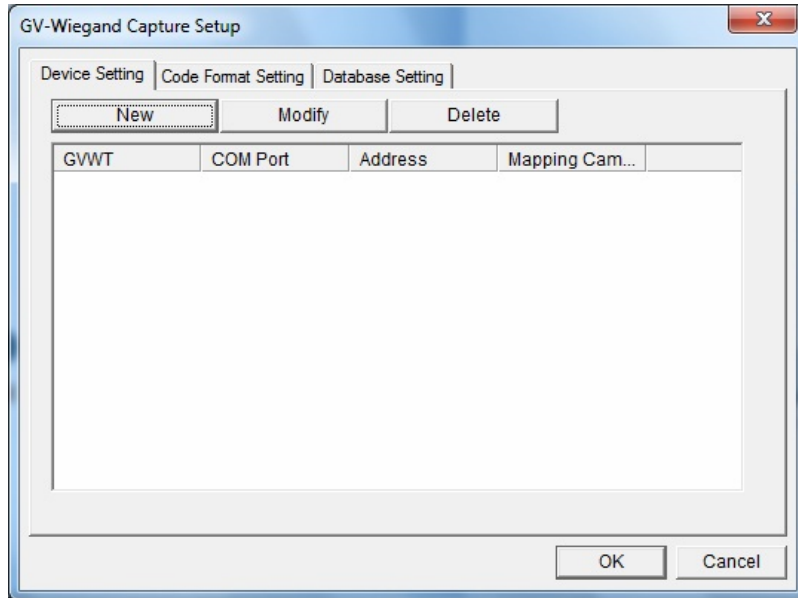 GV-Wiegand Capture Setup
Device Setting Code Format Setting Database Setting
New Modify Delete
GVWT COM Port Address Mapping Cam...
OK Cancel